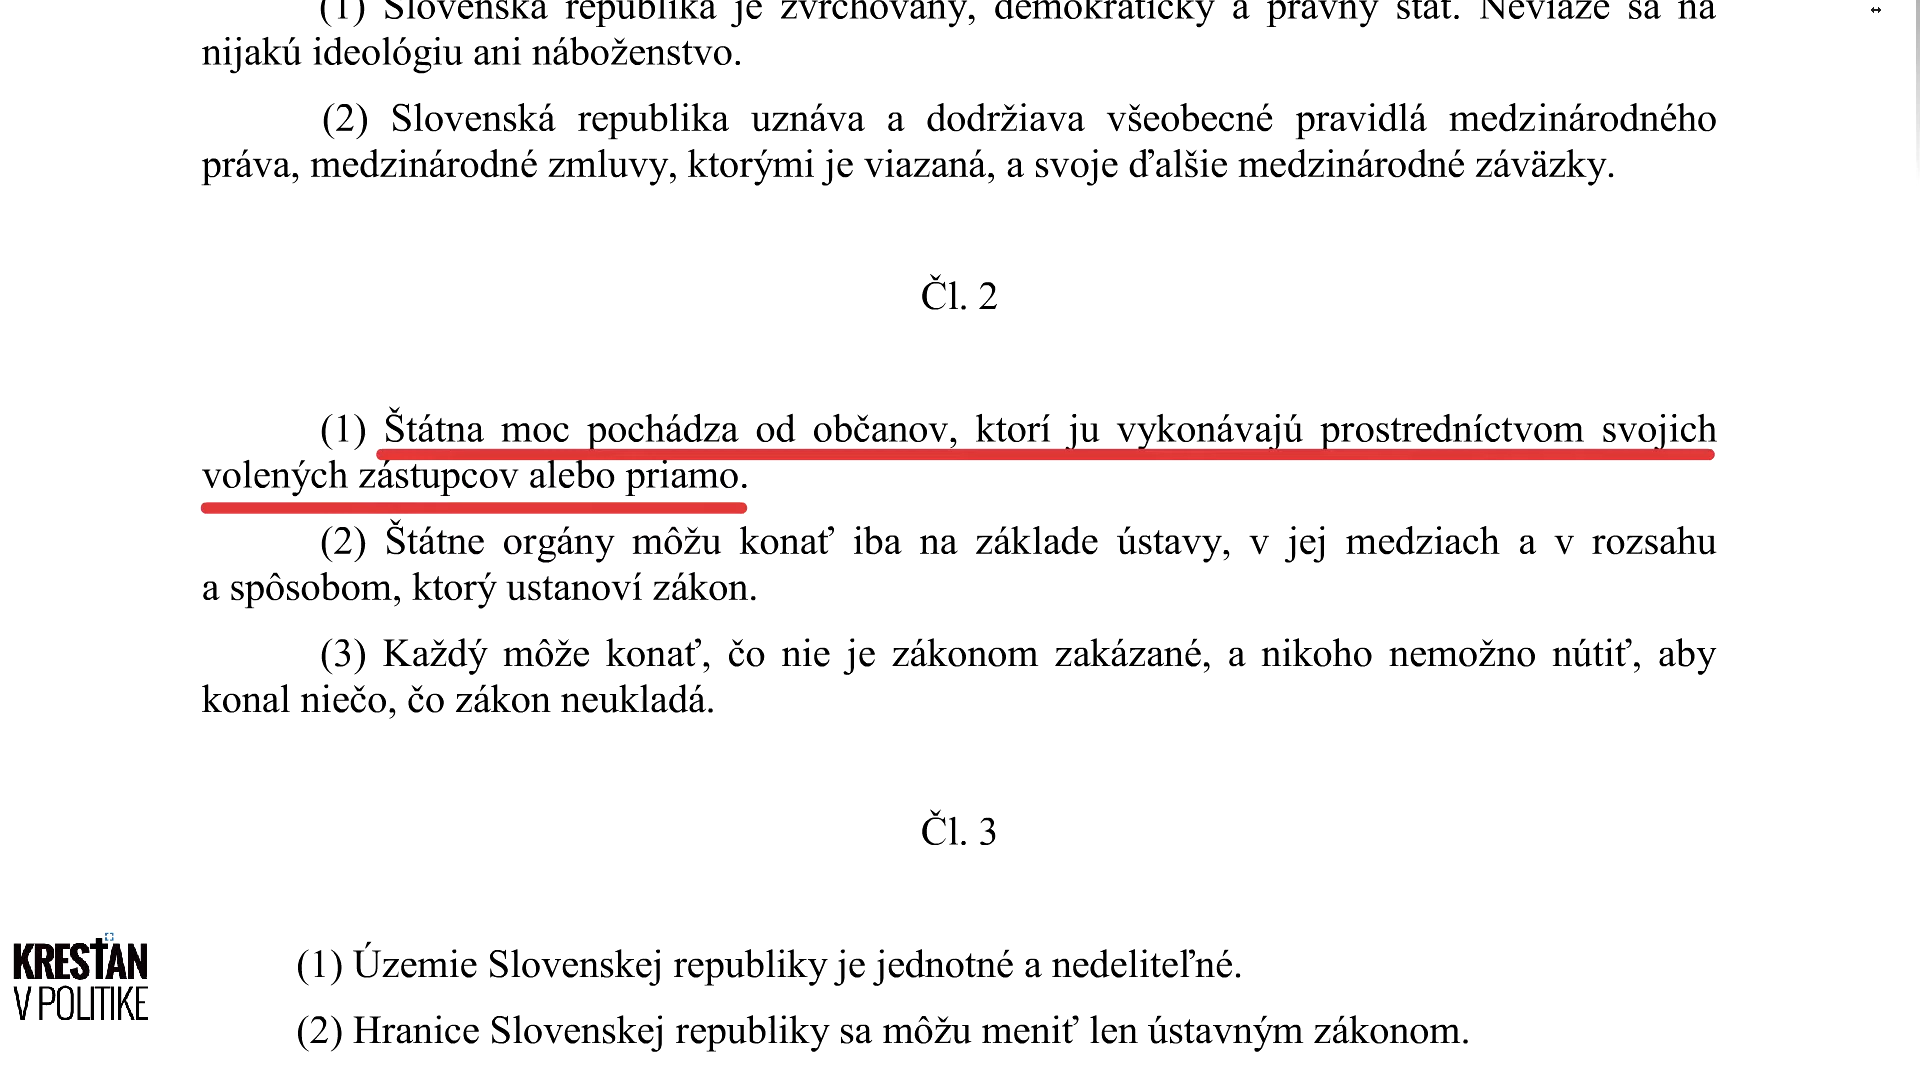 (1) Slovenská republika je zvrchovaný, demokratický a právny štát. Neviaže sa na
nijakú ideológiu ani náboženstvo.
(2) Slovenská republika uznáva a dodržiava všeobecné pravidlá medzinárodného
práva, medzinárodné zmluvy, ktorými je viazaná, a svoje ďalšie medzinárodné záväzky.
Čl. 2
(1) Štátna moc pochádza od občanov, ktorí ju vykonávajú prostredníctvom svojich
volených zástupcov alebo priamo.
(2) Štátne orgány môžu konať iba na základe ústavy, v jej medziach a v rozsahu
a spôsobom, ktorý ustanoví zákon.
(3) Každý môže konať, čo nie je zákonom zakázané, a nikoho nemožno nútiť, aby
konal niečo, čo zákon neukladá.
Čl. 3
(1) Územie Slovenskej republiky je jednotné a nedeliteľné.
(2) Hranice Slovenskej republiky sa môžu meniť len ústavným zákonom.
KRESŤAN
V POLITIKE